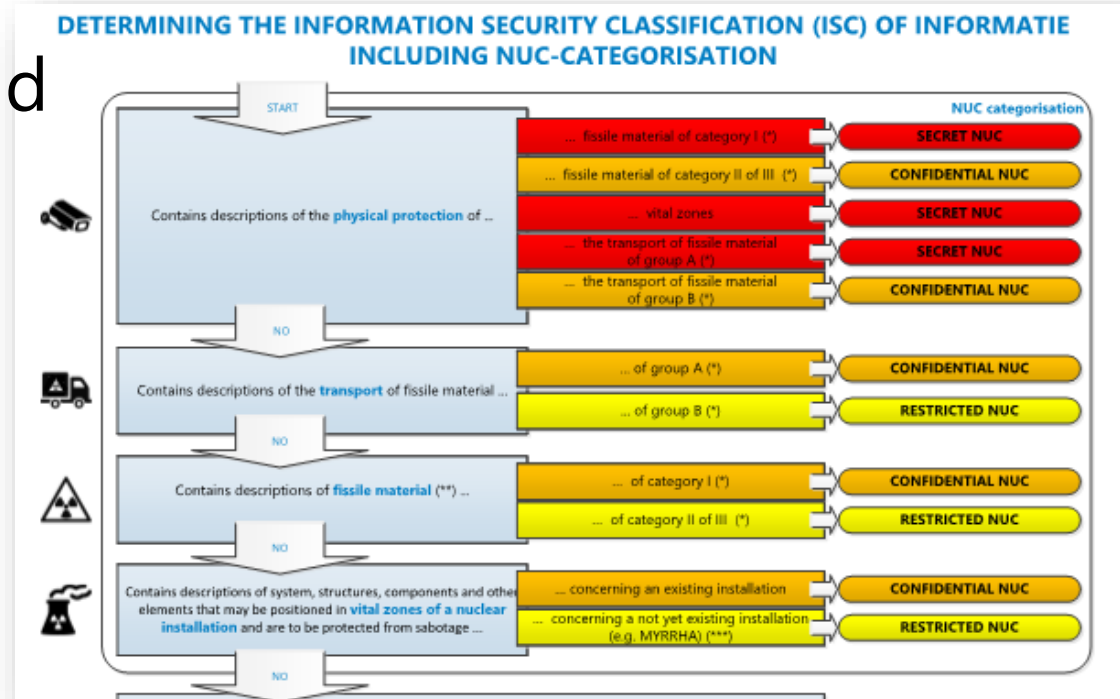 DETERMINING THE INFORMATION SECURITY CLASSIFICATION (ISC) OF INFORMATIE
INCLUDING NUC-CATEGORISATION
d
START
NUC categorisation
Contains descriptions of the physical protection of ...
... fissile material of category I (*)
SECRET NUC
... fissile material of category II of III (*)
CONFIDENTIAL NUC
... vital zones
SECRET NUC
... the transport of fissile material
of group A (*)
SECRET NUC
... the transport of fissile material
of group B (*)
CONFIDENTIAL NUC
NO
Contains descriptions of the transport of fissile material ...
... of group A (*)
CONFIDENTIAL NUC
... of group B (*)
RESTRICTED NUC
NO
Contains descriptions of fissile material (**) ...
... of category I (*)
CONFIDENTIAL NUC
... of category II of III (*)
RESTRICTED NUC
NO
Contains descriptions of system, structures, components and other
elements that may be positioned in vital zones of a nuclear
installation and are to be protected from sabotage ...
... concerning an existing installation
CONFIDENTIAL NUC
... concerning a not yet existing installation
(e.g. MYRRHA) (***)
RESTRICTED NUC
NO